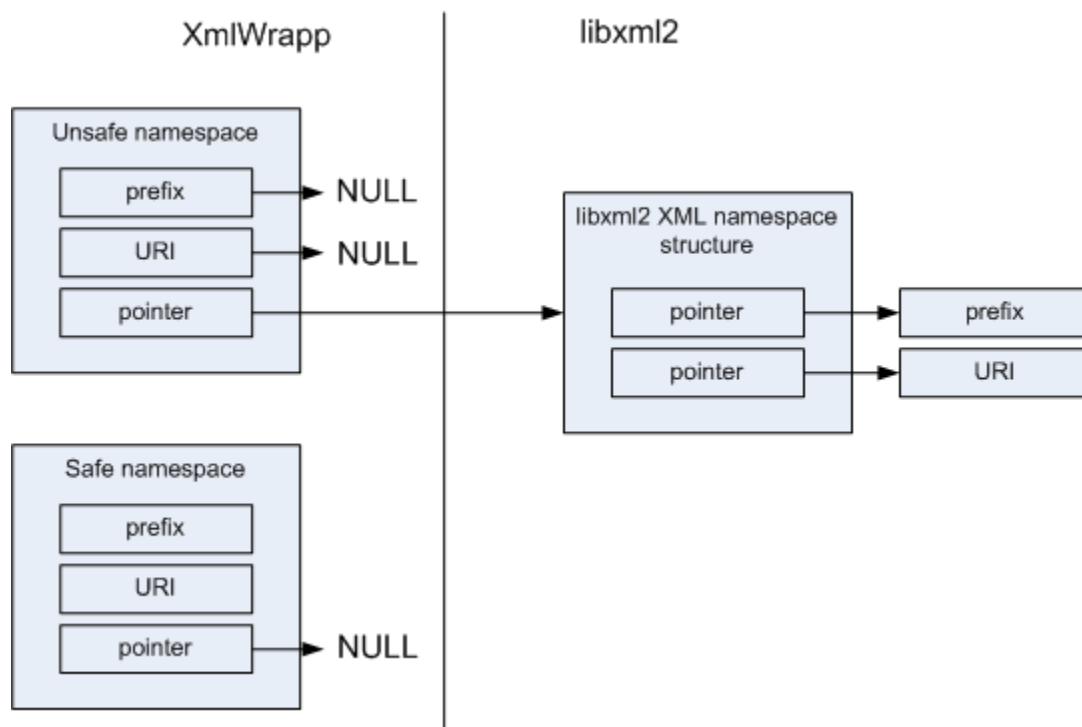 XmlWrapp
libxml2
Unsafe namespace
prefix
NULL
URI
NULL
pointer
libxml2 XML namespace
structure
pointer
prefix
pointer
URI
Safe namespace
prefix
URI
pointer
NULL